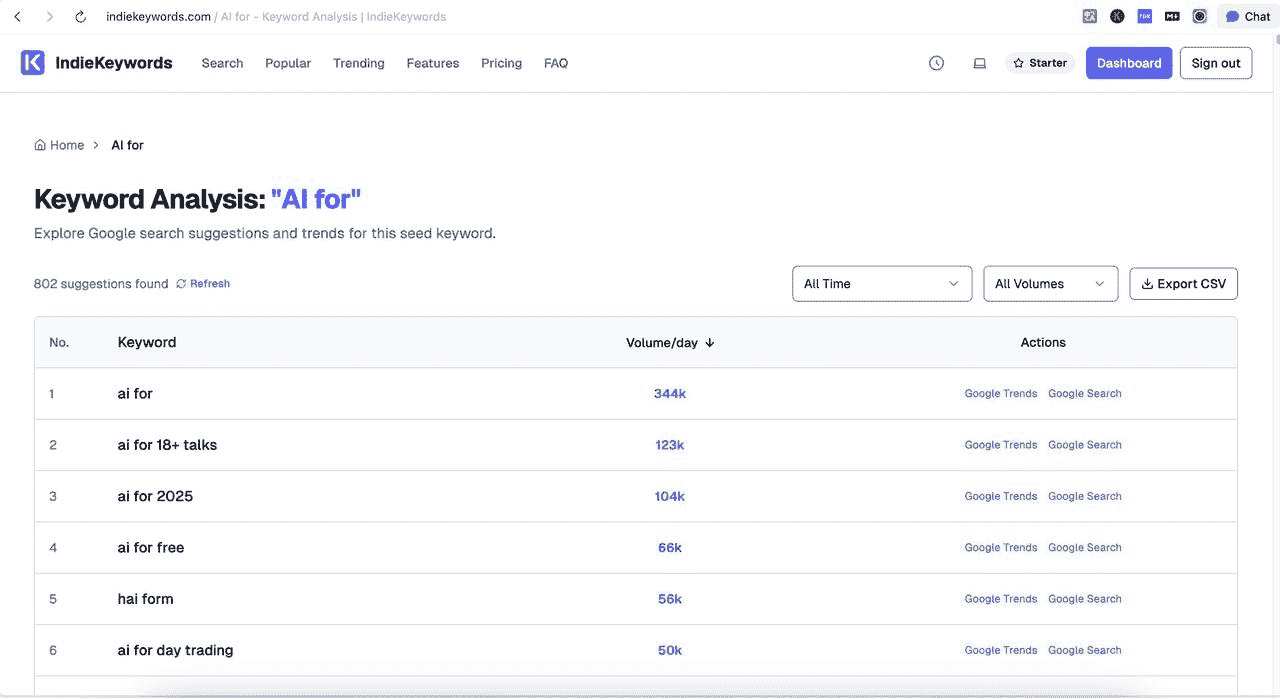 indiekeywords.com / AI for - Keyword Analysis | IndieKeywords Chat
IndieKeywords Search Popular Trending Features Pricing FAQ Starter Dashboard Sign out
Home > AI for
Keyword Analysis: "AI for"
Explore Google search suggestions and trends for this seed keyword.
802 suggestions found Refresh All Time All Volumes Export CSV
No. Keyword Volume/day ↓ Actions
1 ai for 344k Google Trends Google Search
2 ai for 18+ talks 123k Google Trends Google Search
3 ai for 2025 104k Google Trends Google Search
4 ai for free 66k Google Trends Google Search
5 hai form 56k Google Trends Google Search
6 ai for day trading 50k Google Trends Google Search